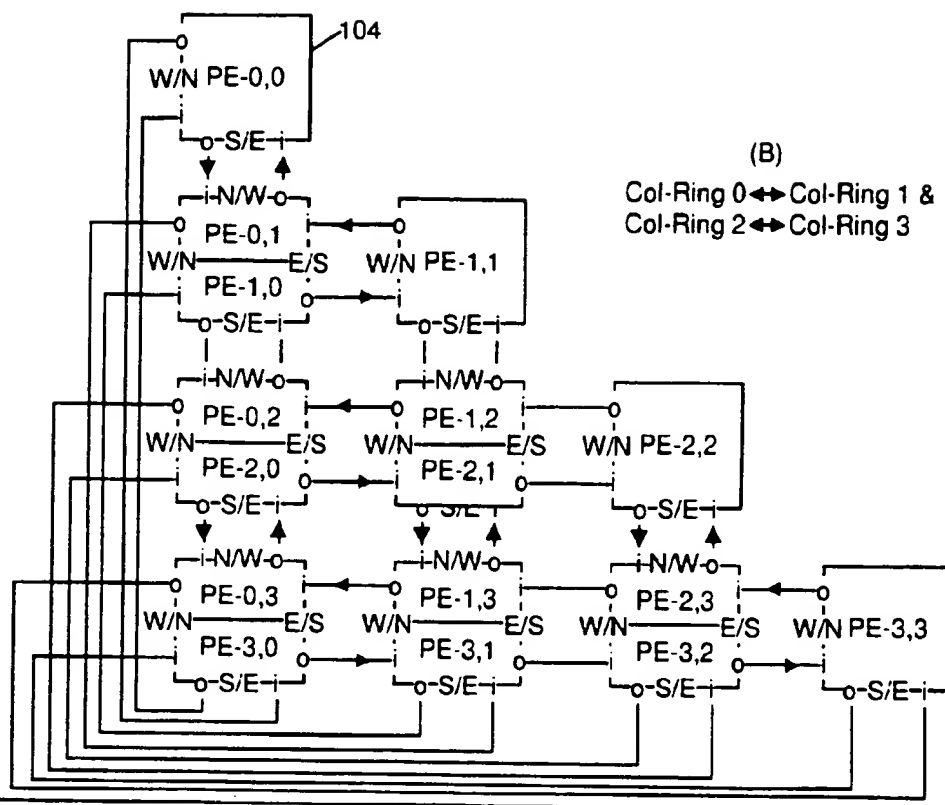 104
o
W/N PE-0,0
i
o-S/E-i
(B)
Col-Ring 0 ↔ Col-Ring 1 &
Col-Ring 2 ↔ Col-Ring 3
i-N/W-o
o PE-0,1 i o
W/N E/S W/N PE-1,1
i PE-1,0 o i
o-S/E-i o-S/E-i
i-N/W-o i-N/W-o
o PE-0,2 i o PE-1,2 i o
W/N E/S W/N E/S W/N PE-2,2
i PE-2,0 o i PE-2,1 o i
o-S/E-i o-S/E-i o-S/E-i
i-N/W-o i-N/W-o i-N/W-o
o PE-0,3 i o PE-1,3 i o PE-2,3 i o
W/N E/S W/N E/S W/N E/S W/N PE-3,3
i PE-3,0 o i PE-3,1 o i PE-3,2 o i
o-S/E-i o-S/E-i o-S/E-i o-S/E-i